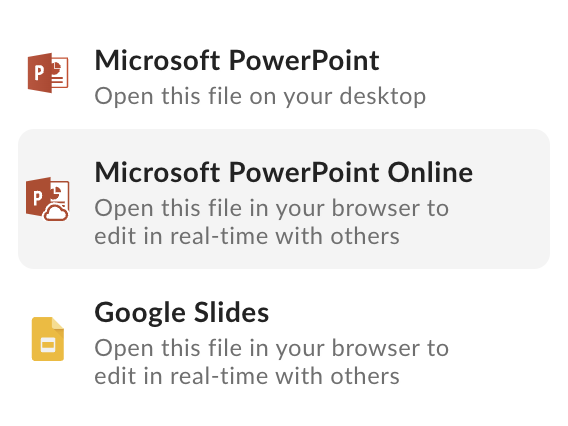 Microsoft PowerPoint
Open this file on your desktop
Microsoft PowerPoint Online
Open this file in your browser to
edit in real-time with others
Google Slides
Open this file in your browser to
edit in real-time with others